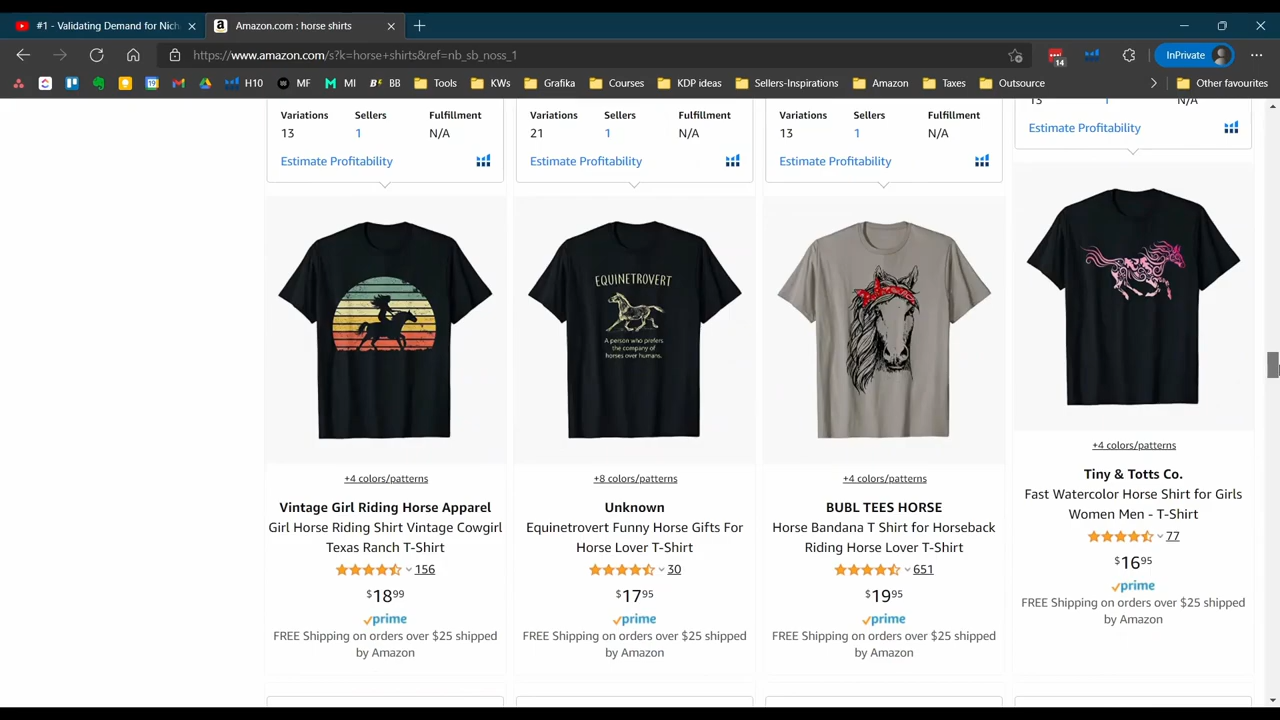 #1 - Validating Demand for Nich
Amazon.com : horse shirts
https://www.amazon.com/s?k=horse+shirts&ref=nb_sb_noss_1
14
InPrivate
H10
MF
MI
BB
Tools
KWs
Grafika
Courses
KDP ideas
Sellers-Inspirations
Amazon
Taxes
Outsource
Other favourites
Variations Sellers Fulfillment
13 1 N/A
Estimate Profitability
Variations Sellers Fulfillment
21 1 N/A
Estimate Profitability
Variations Sellers Fulfillment
13 1 N/A
Estimate Profitability
13 1 N/A
Estimate Profitability
EQUINETROVERT
A person who prefers
the company of
horses over humans.
+4 colors/patterns
Vintage Girl Riding Horse Apparel
Girl Horse Riding Shirt Vintage Cowgirl
Texas Ranch T-Shirt
156
$18⁹⁹
prime
FREE Shipping on orders over $25 shipped
by Amazon
+8 colors/patterns
Unknown
Equinetrovert Funny Horse Gifts For
Horse Lover T-Shirt
30
$17⁹⁵
prime
FREE Shipping on orders over $25 shipped
by Amazon
+4 colors/patterns
BUBL TEES HORSE
Horse Bandana T Shirt for Horseback
Riding Horse Lover T-Shirt
651
$19⁹⁵
prime
FREE Shipping on orders over $25 shipped
by Amazon
+4 colors/patterns
Tiny & Totts Co.
Fast Watercolor Horse Shirt for Girls
Women Men - T-Shirt
77
$16⁹⁵
prime
FREE Shipping on orders over $25 shipped
by Amazon